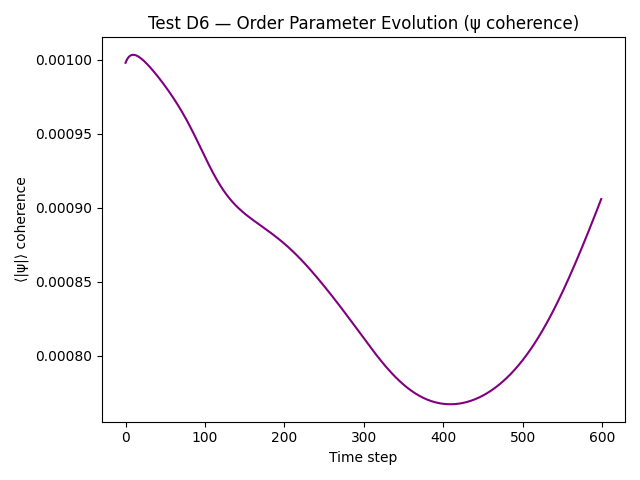 Test D6 — Order Parameter Evolution (ψ coherence)
0.00100
0.00095
0.00090
0.00085
0.00080
⟨|ψ|⟩ coherence
0 100 200 300 400 500 600
Time step